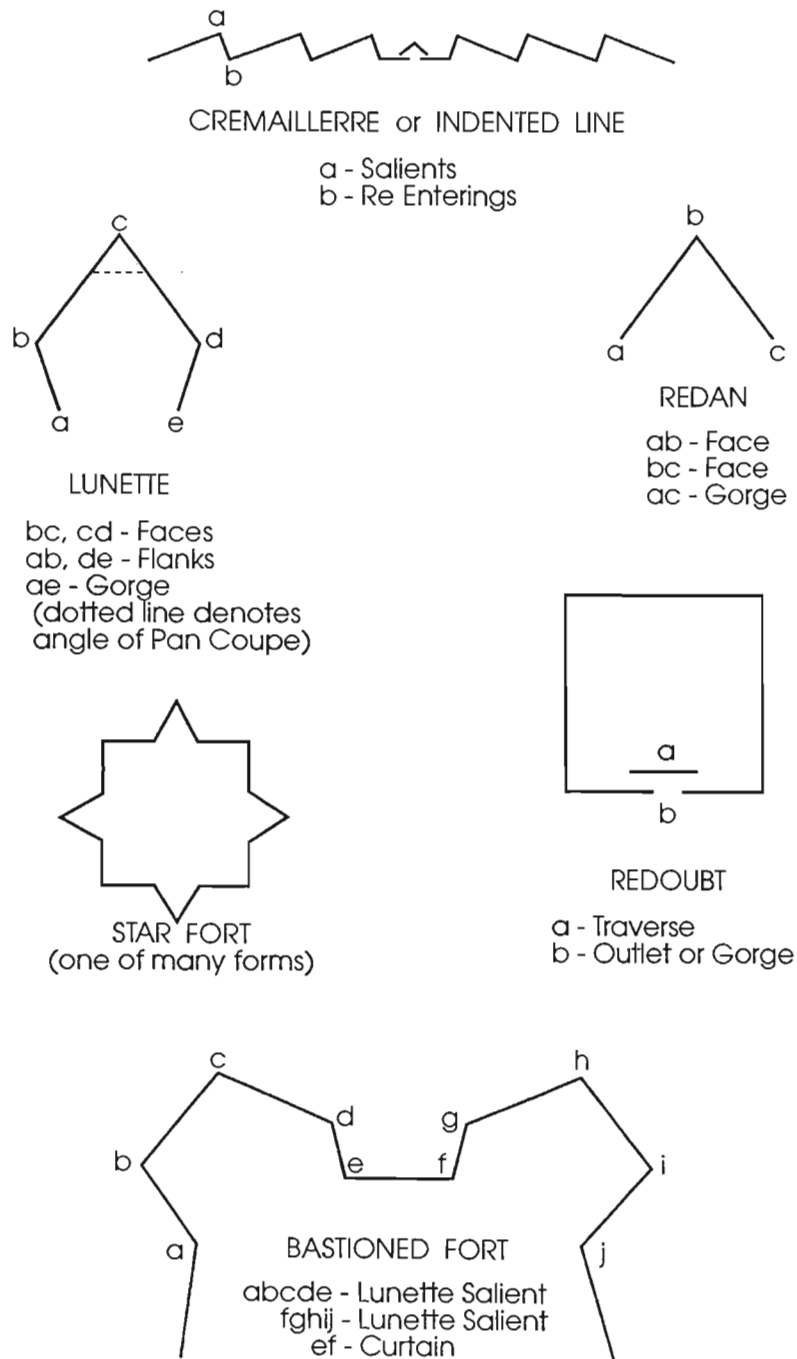 a
b
CREMAILLERRE or INDENTED LINE
a - Salients
b - Re Enterings
c
b
d
a
e
LUNETTE
bc, cd - Faces
ab, de - Flanks
ae - Gorge
(dotted line denotes
angle of Pan Coupe)
b
a
c
REDAN
ab - Face
bc - Face
ac - Gorge
STAR FORT
(one of many forms)
a
b
REDOUBT
a - Traverse
b - Outlet or Gorge
c
h
d
g
b
e
f
i
a
j
BASTIONED FORT
abcde - Lunette Salient
fghij - Lunette Salient
ef - Curtain